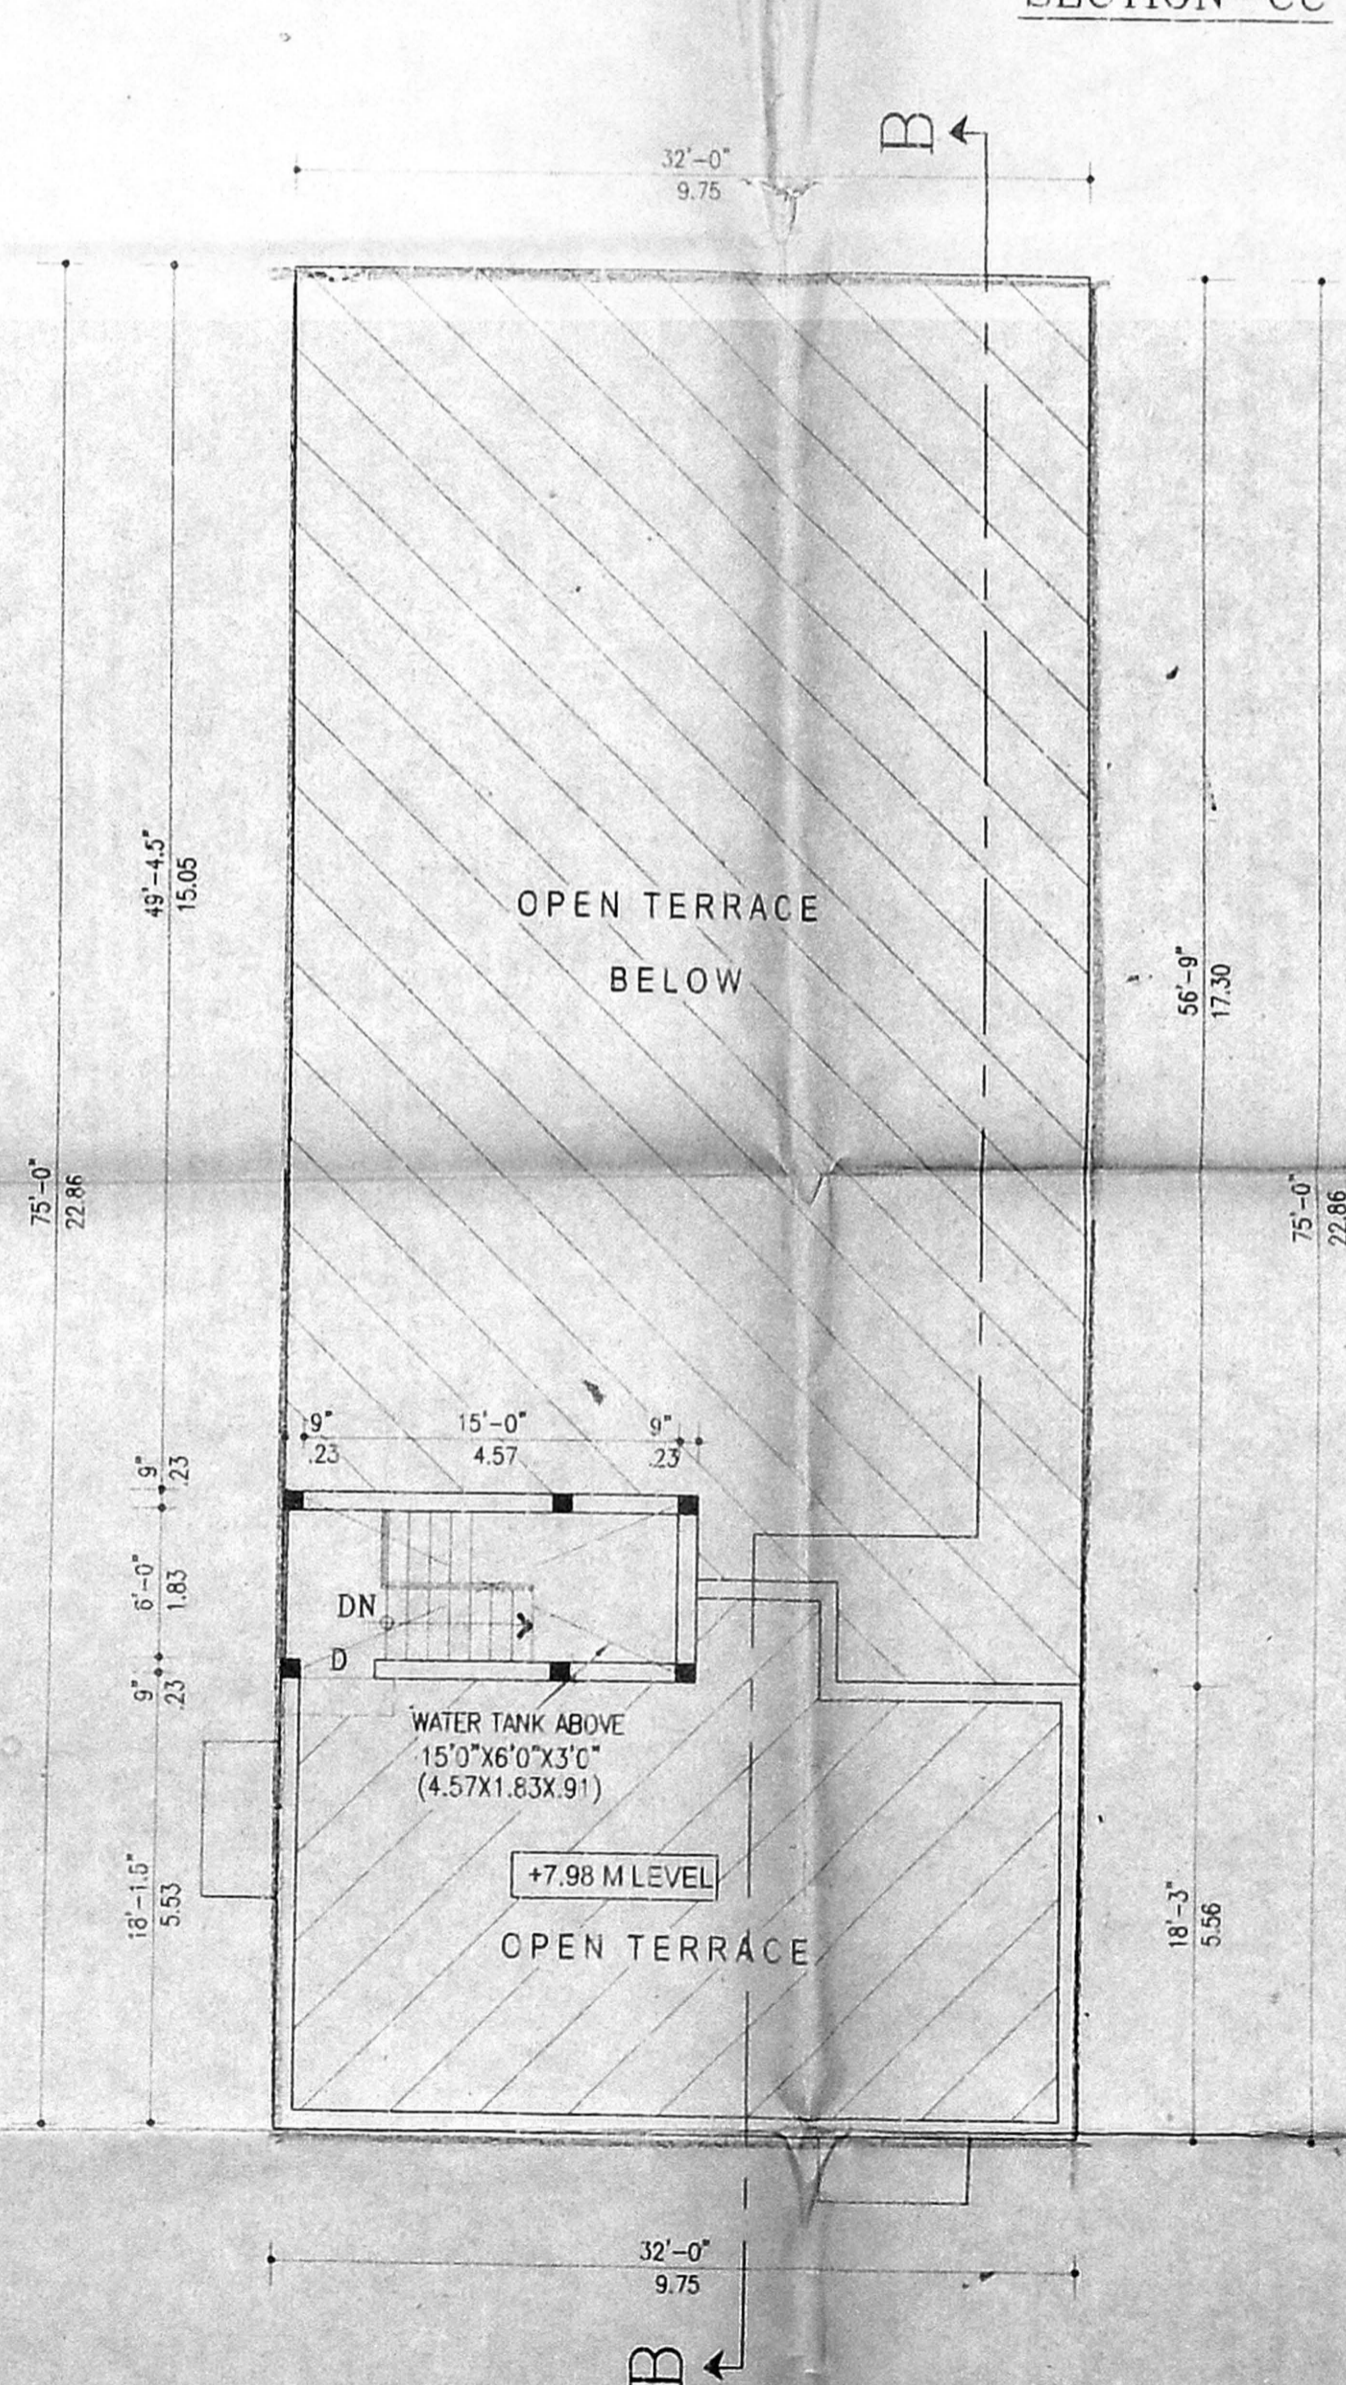 SECTION CC
B
32'-0"
9.75
49'-4.5"
15.05
OPEN TERRACE
BELOW
56'-9"
17.30
75'-0"
22.86
75'-0"
22.86
9"
.23
15'-0"
4.57
9"
.23
9"
.23
6'-0"
1.83
DN
D
9"
.23
WATER TANK ABOVE
15'0"X6'0"X3'0"
(4.57X1.83X.91)
+7.98 M LEVEL
18'-1.5"
5.53
18'-3"
5.56
OPEN TERRACE
32'-0"
9.75
B